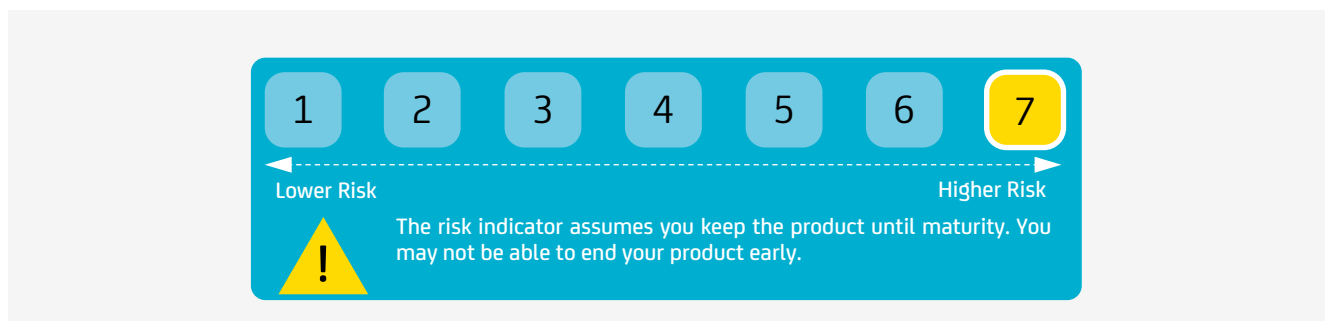 1 2 3 4 5 6 7
Lower Risk Higher Risk
The risk indicator assumes you keep the product until maturity. You
may not be able to end your product early.
!